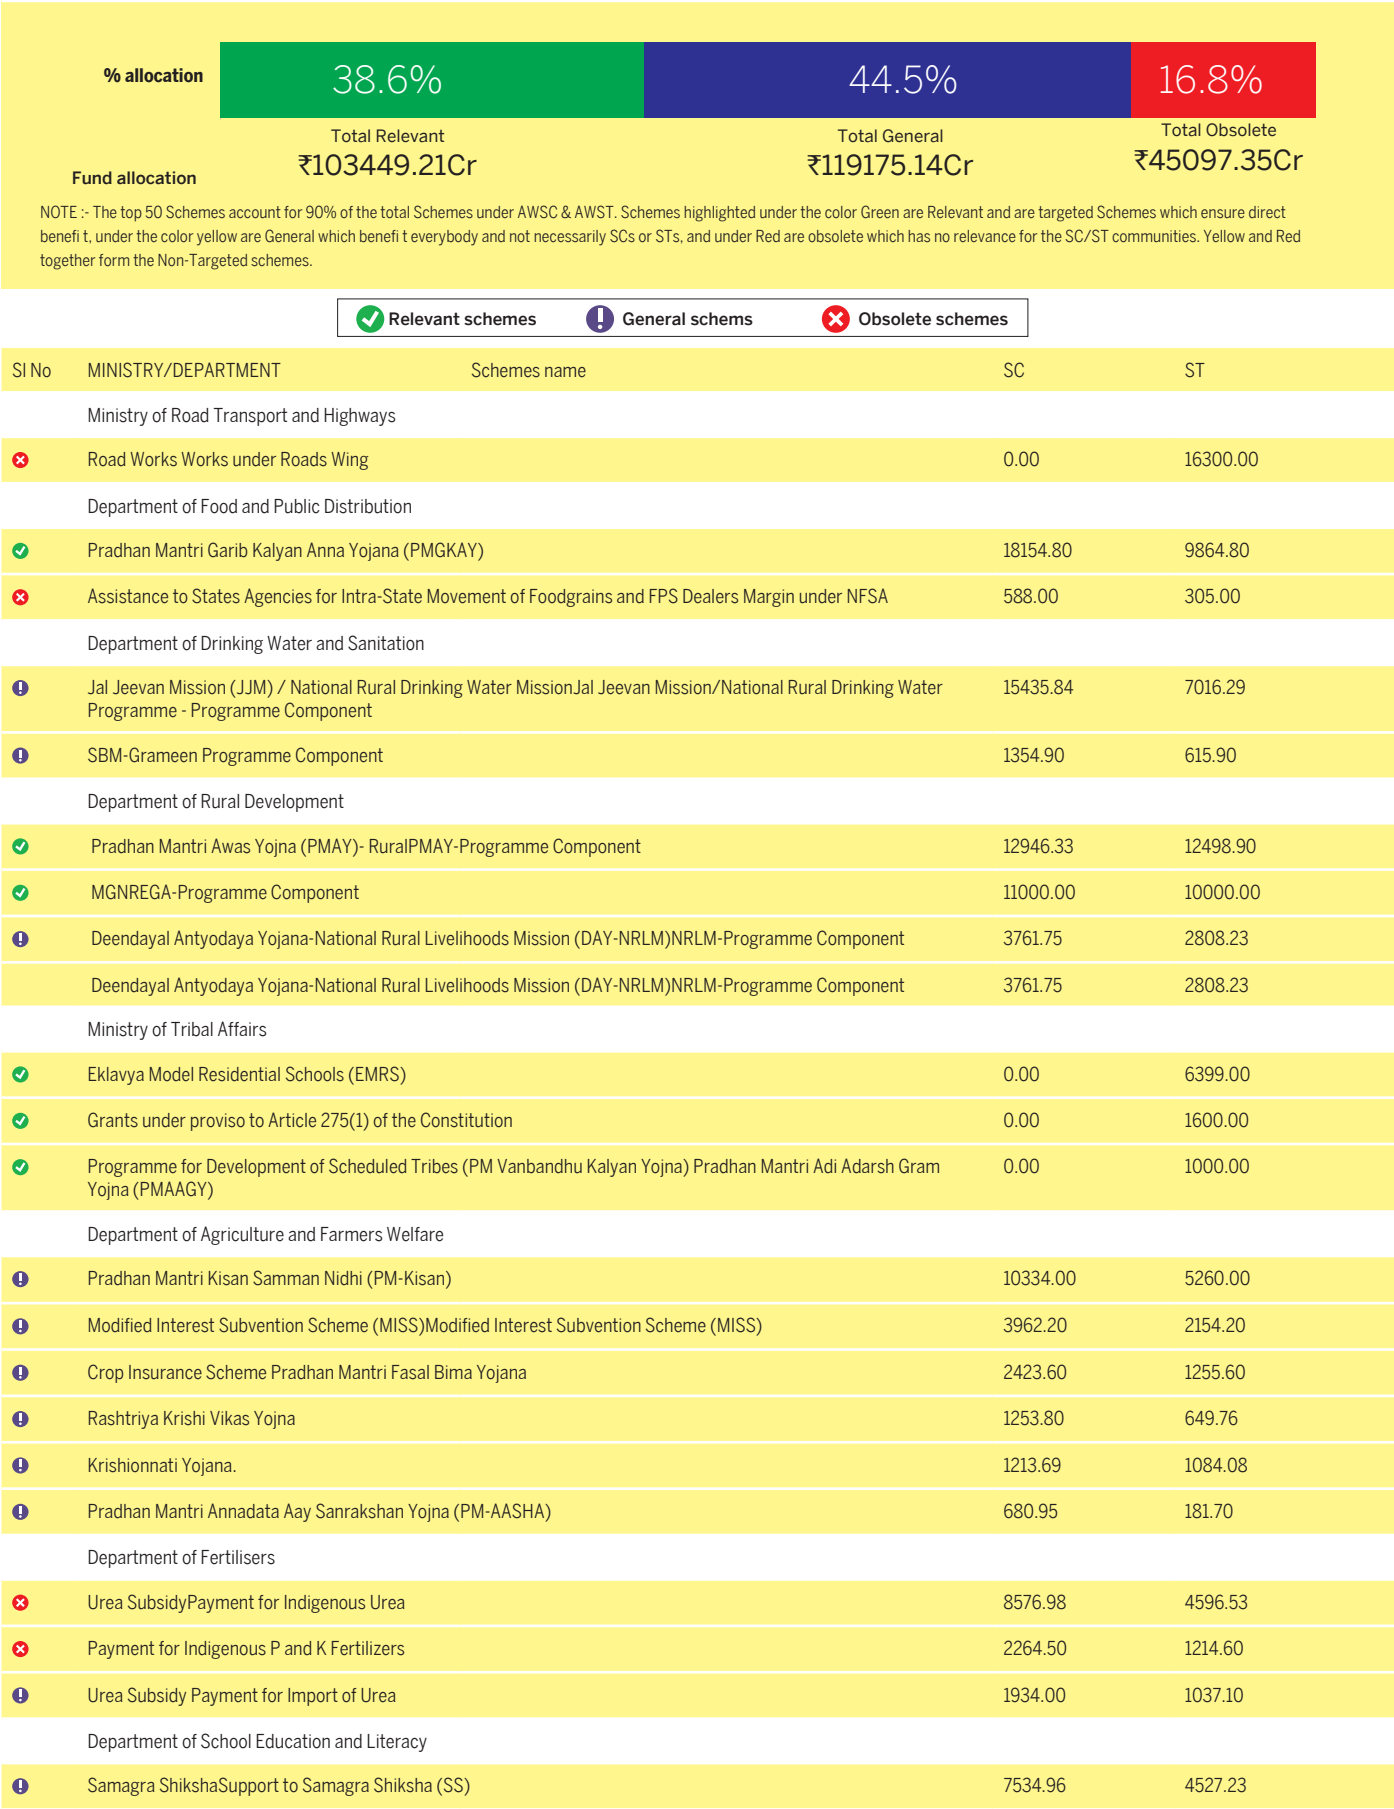 % allocation 38.6% 44.5% 16.8%
Total Relevant Total General Total Obsolete
Fund allocation ₹103449.21Cr ₹119175.14Cr ₹45097.35Cr
NOTE :- The top 50 Schemes account for 90% of the total Schemes under AWSC & AWST. Schemes highlighted under the color Green are Relevant and are targeted Schemes which ensure direct
benefi t, under the color yellow are General which benefi t everybody and not necessarily SCs or STs, and under Red are obsolete which has no relevance for the SC/ST communities. Yellow and Red
together form the Non-Targeted schemes.
Relevant schemes General schems Obsolete schemes
SI No MINISTRY/DEPARTMENT Schemes name SC ST
Ministry of Road Transport and Highways
Road Works Works under Roads Wing 0.00 16300.00
Department of Food and Public Distribution
Pradhan Mantri Garib Kalyan Anna Yojana (PMGKAY) 18154.80 9864.80
Assistance to States Agencies for Intra-State Movement of Foodgrains and FPS Dealers Margin under NFSA 588.00 305.00
Department of Drinking Water and Sanitation
Jal Jeevan Mission (JJM) / National Rural Drinking Water MissionJal Jeevan Mission/National Rural Drinking Water 15435.84 7016.29
Programme - Programme Component
SBM-Grameen Programme Component 1354.90 615.90
Department of Rural Development
Pradhan Mantri Awas Yojna (PMAY)- RuralPMAY-Programme Component 12946.33 12498.90
MGNREGA-Programme Component 11000.00 10000.00
Deendayal Antyodaya Yojana-National Rural Livelihoods Mission (DAY-NRLM)NRLM-Programme Component 3761.75 2808.23
Deendayal Antyodaya Yojana-National Rural Livelihoods Mission (DAY-NRLM)NRLM-Programme Component 3761.75 2808.23
Ministry of Tribal Affairs
Eklavya Model Residential Schools (EMRS) 0.00 6399.00
Grants under proviso to Article 275(1) of the Constitution 0.00 1600.00
Programme for Development of Scheduled Tribes (PM Vanbandhu Kalyan Yojna) Pradhan Mantri Adi Adarsh Gram 0.00 1000.00
Yojna (PMAAGY)
Department of Agriculture and Farmers Welfare
Pradhan Mantri Kisan Samman Nidhi (PM-Kisan) 10334.00 5260.00
Modified Interest Subvention Scheme (MISS)Modified Interest Subvention Scheme (MISS) 3962.20 2154.20
Crop Insurance Scheme Pradhan Mantri Fasal Bima Yojana 2423.60 1255.60
Rashtriya Krishi Vikas Yojna 1253.80 649.76
Krishionnati Yojana. 1213.69 1084.08
Pradhan Mantri Annadata Aay Sanrakshan Yojna (PM-AASHA) 680.95 181.70
Department of Fertilisers
Urea SubsidyPayment for Indigenous Urea 8576.98 4596.53
Payment for Indigenous P and K Fertilizers 2264.50 1214.60
Urea Subsidy Payment for Import of Urea 1934.00 1037.10
Department of School Education and Literacy
Samagra ShikshaSupport to Samagra Shiksha (SS) 7534.96 4527.23